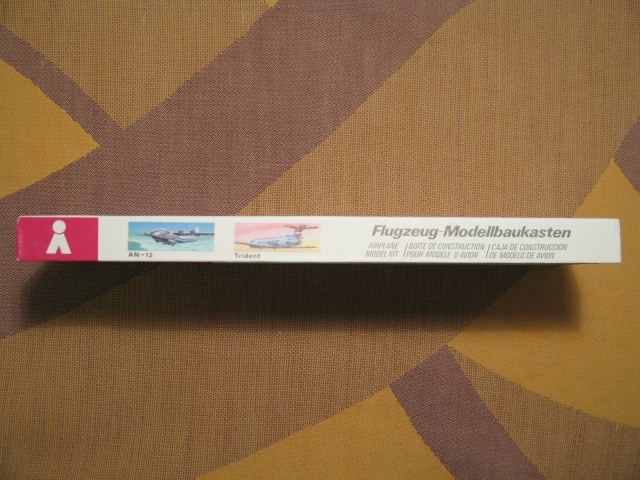 AN-12
Trident
Flugzeug-Modellbaukasten
AIRPLANE | BOITE DE CONSTRUCTION | CAJA DE CONSTRUCCION
MODEL KIT | POUR MODELE D'AVION | DE MODELO DE AVION